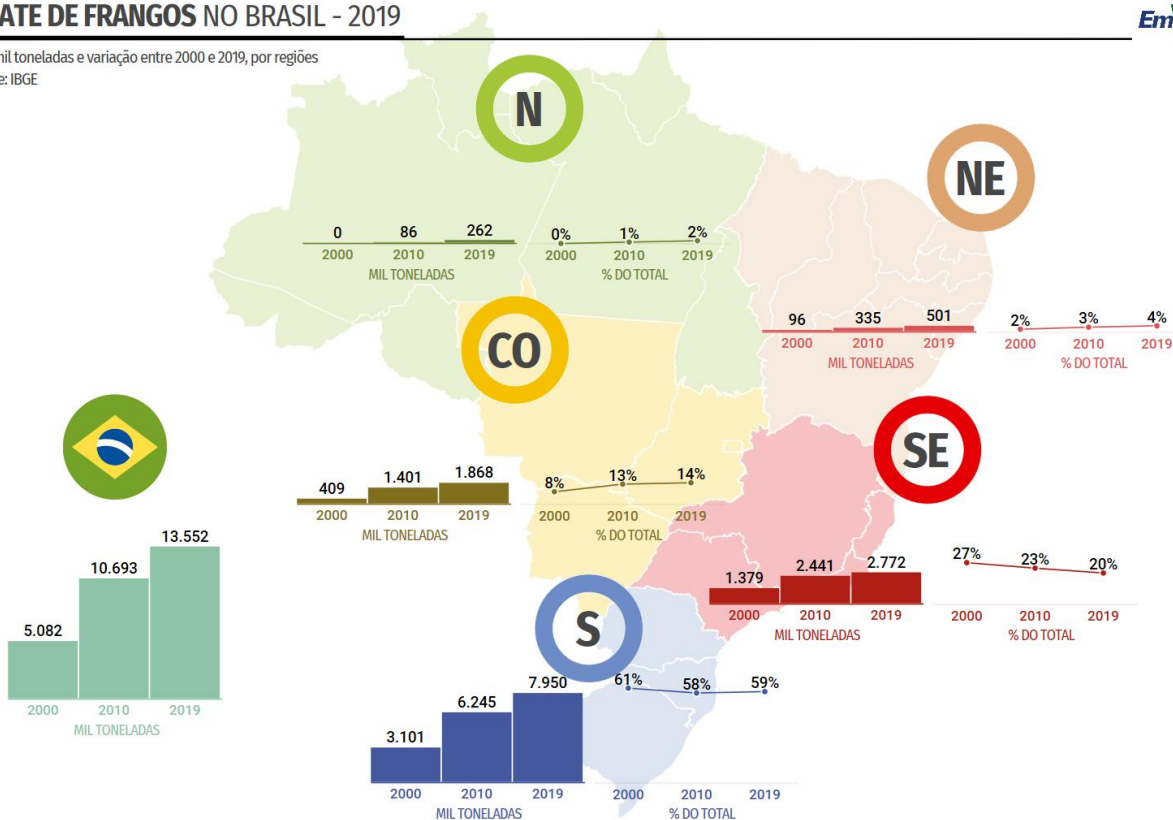 ATE DE FRANGOS NO BRASIL - 2019
Em
nil toneladas e variação entre 2000 e 2019, por regiões
e: IBGE
N
0 86 262
2000 2010 2019
MIL TONELADAS
0% 1% 2%
2000 2010 2019
% DO TOTAL
NE
96 335 501
2000 2010 2019
MIL TONELADAS
2% 3% 4%
2000 2010 2019
% DO TOTAL
CO
409 1.401 1.868
2000 2010 2019
MIL TONELADAS
8% 13% 14%
2000 2010 2019
% DO TOTAL
SE
1.379 2.441 2.772
2000 2010 2019
MIL TONELADAS
27% 23% 20%
2000 2010 2019
% DO TOTAL
5.082 10.693 13.552
2000 2010 2019
MIL TONELADAS
S
3.101 6.245 7.950
2000 2010 2019
MIL TONELADAS
61% 58% 59%
2000 2010 2019
% DO TOTAL